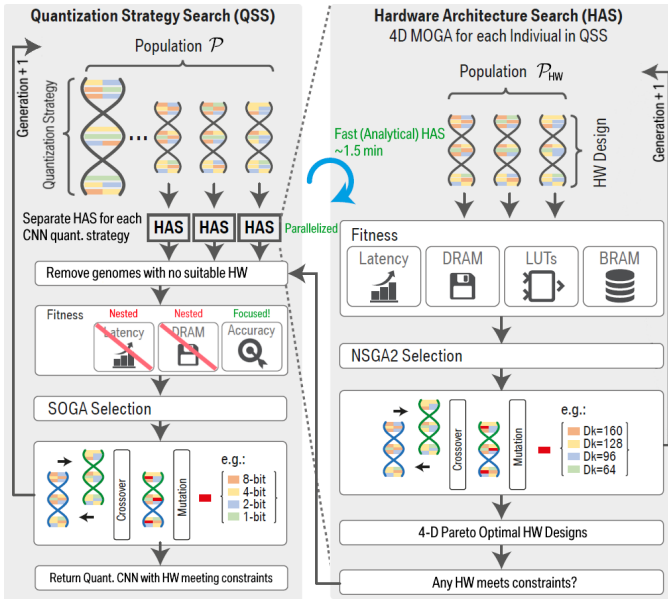 Quantization Strategy Search (QSS)
Population P
Generation + 1
Quantization Strategy
Separate HAS for each
CNN quant. strategy
HAS
HAS
HAS
Parallelized
Remove genomes with no suitable HW
Fitness
Nested
Latency
Nested
DRAM
Focused!
Accuracy
SOGA Selection
Crossover
Mutation
e.g.:
8-bit
4-bit
2-bit
1-bit
Return Quant. CNN with HW meeting constraints
Hardware Architecture Search (HAS)
4D MOGA for each Indiviual in QSS
Population P_HW
Generation + 1
Fast (Analytical) HAS
~1.5 min
HW Design
Fitness
Latency
DRAM
LUTs
BRAM
NSGA2 Selection
Crossover
Mutation
e.g.:
Dk=160
Dk=128
Dk=96
Dk=64
4-D Pareto Optimal HW Designs
Any HW meets constraints?